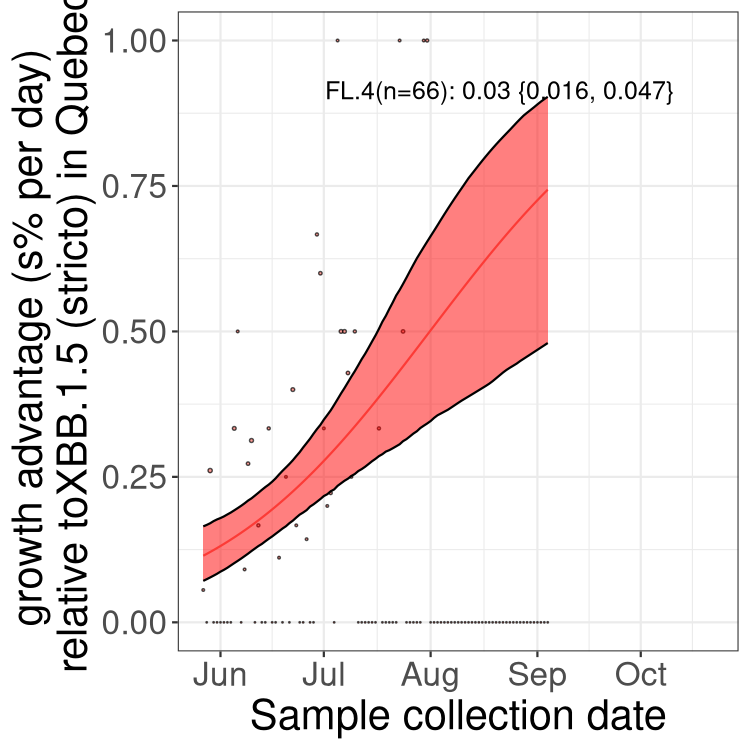 growth advantage (s% per day)
relative toXBB.1.5 (stricto) in Quebec
1.00
0.75
0.50
0.25
0.00
FL.4(n=66): 0.03 {0.016, 0.047}
Jun Jul Aug Sep Oct
Sample collection date